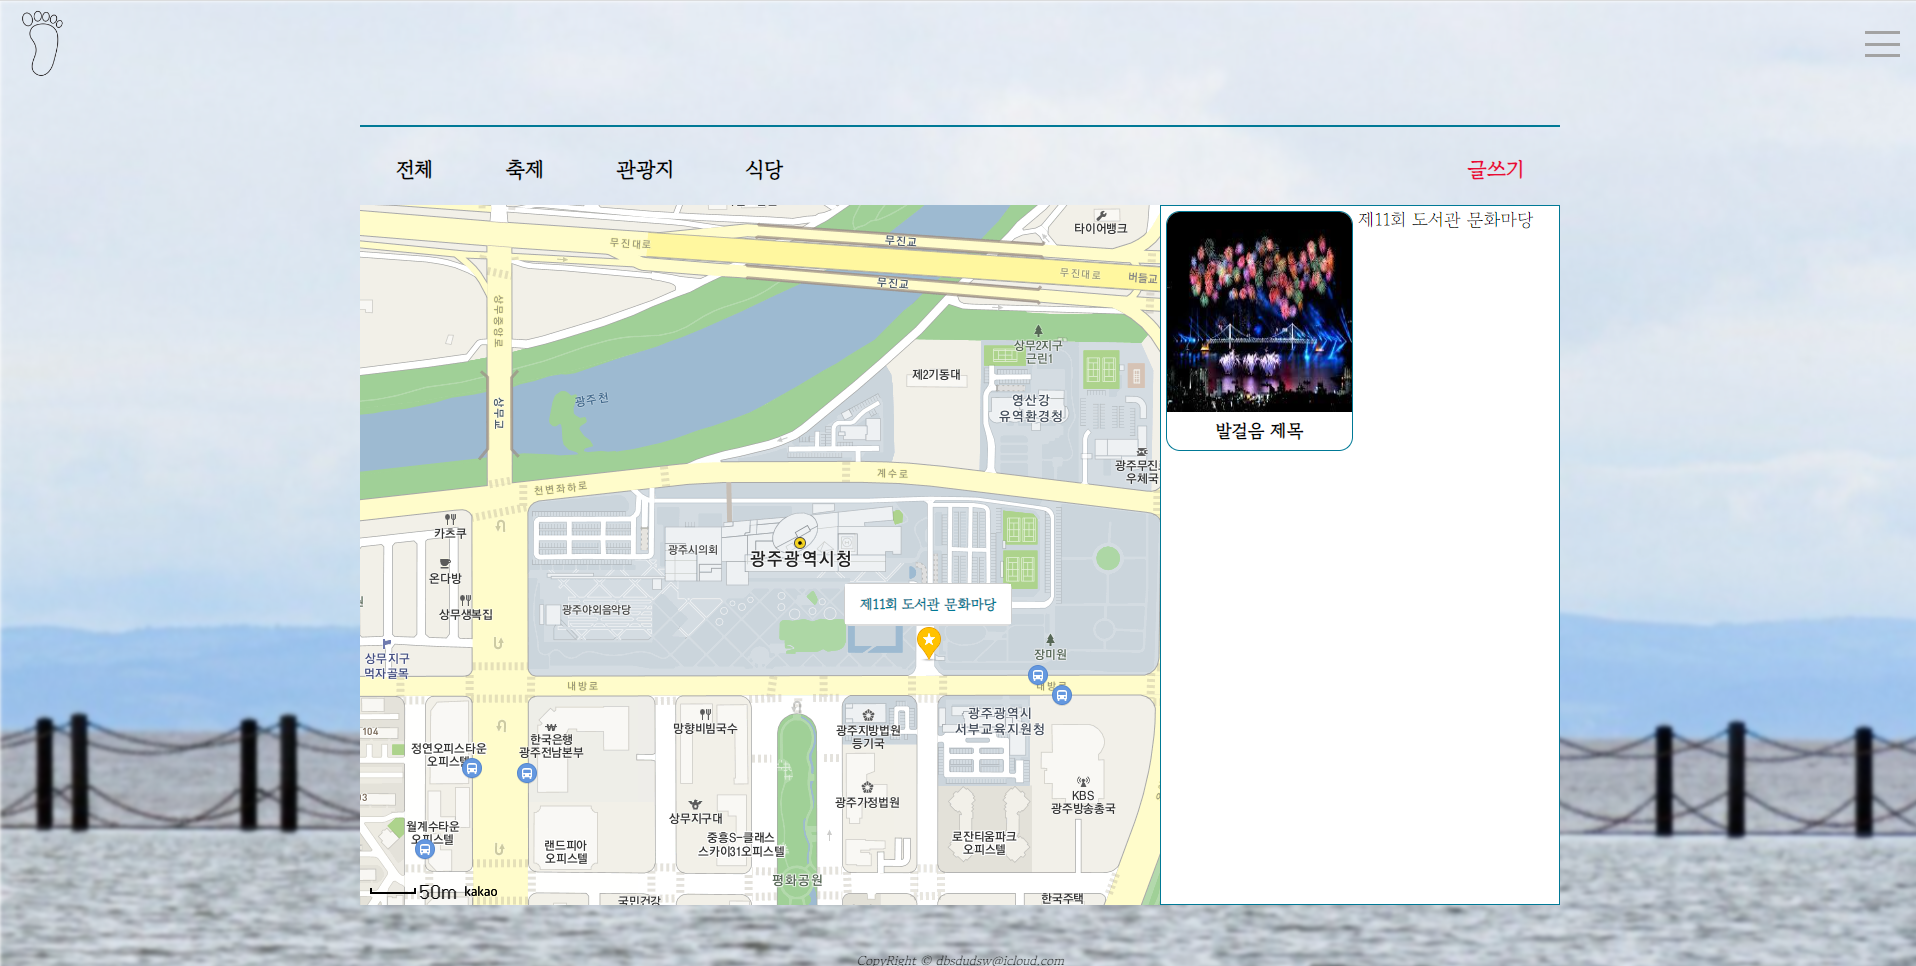 전체 축제 관광지 식당 글쓰기
제11회 도서관 문화마당
발걸음 제목
타이어뱅크
무진대로
무진교
무진교
무진대로
버들교
상무중앙로
상무2지구
근린1
제2기동대
광주천
상무교
영산강
유역환경청
계수로
광주무진
우체국
천변좌하로
카츠쿠
광주시의회
광주광역시청
온다방
제11회 도서관 문화마당
상무생복집
광주야외음악당
장미원
상무지구
먹자골목
내방로
내방로
104
망향비빔국수
광주지방법원
등기국
광주광역시
서부교육지원청
한국은행
광주전남본부
정연오피스타운
오피스텔
03
KBS
광주방송총국
광주가정법원
상무지구대
월계수타운
오피스텔
랜드피아
오피스텔
중흥S-클래스
스카이31오피스텔
로잔티움파크
오피스텔
평화공원
50m kakao
국민건강
한국주택
CopyRight © dbsdudsw@icloud.com